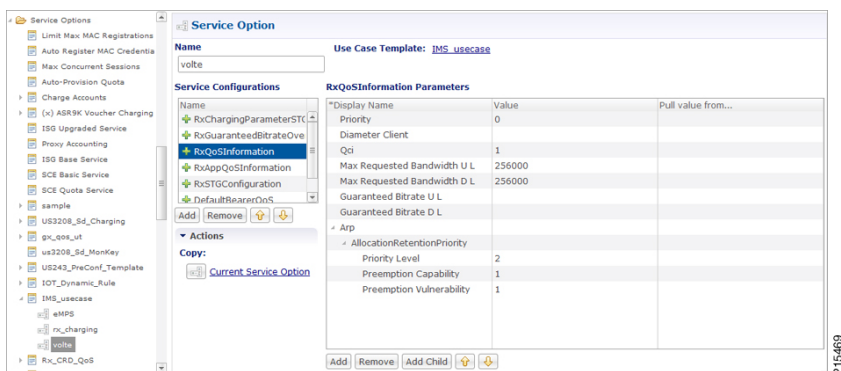 Service Options
Limit Max MAC Registrations
Auto Register MAC Credentia
Max Concurrent Sessions
Auto-Provision Quota
Charge Accounts
(x) ASR9K Voucher Charging
ISG Upgraded Service
Proxy Accounting
ISG Base Service
SCE Basic Service
SCE Quota Service
sample
US3208_Sd_Charging
gx_qos_ut
us3208_Sd_MonKey
US243_PreConf_Template
IOT_Dynamic_Rule
IMS_usecase
eMPS
rx_charging
volte
Rx_CRD_QoS
Service Option
Name
Use Case Template: IMS_usecase
volte
Service Configurations
Name
RxChargingParameterSTC
RxGuaranteedBitrateOve
RxQoSInformation
RxAppQoSInformation
RxSTGConfiguration
DefaultBearerQoS
Add Remove
Actions
Copy:
Current Service Option
RxQoSInformation Parameters
*Display Name Value Pull value from...
Priority 0
Diameter Client
Qci 1
Max Requested Bandwidth U L 256000
Max Requested Bandwidth D L 256000
Guaranteed Bitrate U L
Guaranteed Bitrate D L
Arp
AllocationRetentionPriority
Priority Level 2
Preemption Capability 1
Preemption Vulnerability 1
Add Remove Add Child